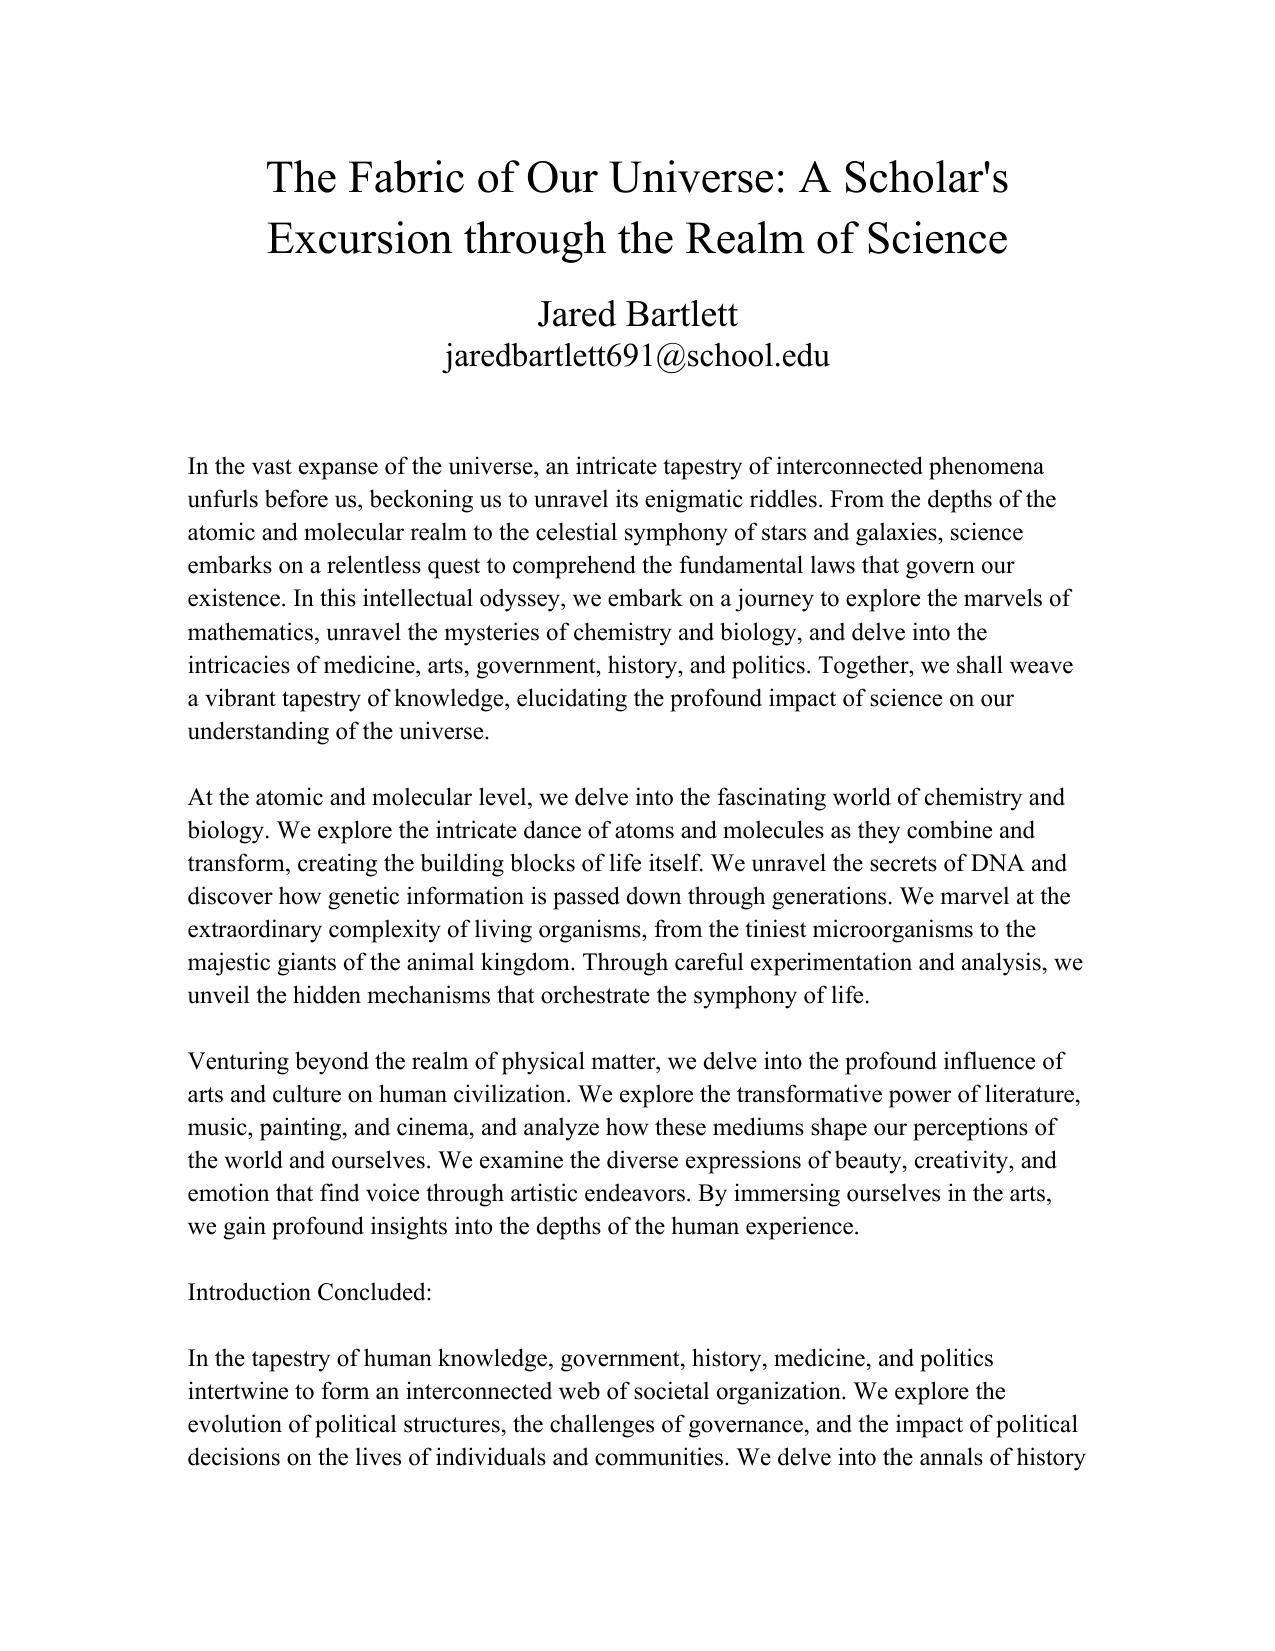 The Fabric of Our Universe: A Scholar's
Excursion through the Realm of Science
Jared Bartlett
jaredbartlett691@school.edu
In the vast expanse of the universe, an intricate tapestry of interconnected phenomena
unfurls before us, beckoning us to unravel its enigmatic riddles. From the depths of the
atomic and molecular realm to the celestial symphony of stars and galaxies, science
embarks on a relentless quest to comprehend the fundamental laws that govern our
existence. In this intellectual odyssey, we embark on a journey to explore the marvels of
mathematics, unravel the mysteries of chemistry and biology, and delve into the
intricacies of medicine, arts, government, history, and politics. Together, we shall weave
a vibrant tapestry of knowledge, elucidating the profound impact of science on our
understanding of the universe.
At the atomic and molecular level, we delve into the fascinating world of chemistry and
biology. We explore the intricate dance of atoms and molecules as they combine and
transform, creating the building blocks of life itself. We unravel the secrets of DNA and
discover how genetic information is passed down through generations. We marvel at the
extraordinary complexity of living organisms, from the tiniest microorganisms to the
majestic giants of the animal kingdom. Through careful experimentation and analysis, we
unveil the hidden mechanisms that orchestrate the symphony of life.
Venturing beyond the realm of physical matter, we delve into the profound influence of
arts and culture on human civilization. We explore the transformative power of literature,
music, painting, and cinema, and analyze how these mediums shape our perceptions of
the world and ourselves. We examine the diverse expressions of beauty, creativity, and
emotion that find voice through artistic endeavors. By immersing ourselves in the arts,
we gain profound insights into the depths of the human experience.
Introduction Concluded:
In the tapestry of human knowledge, government, history, medicine, and politics
intertwine to form an interconnected web of societal organization. We explore the
evolution of political structures, the challenges of governance, and the impact of political
decisions on the lives of individuals and communities. We delve into the annals of history